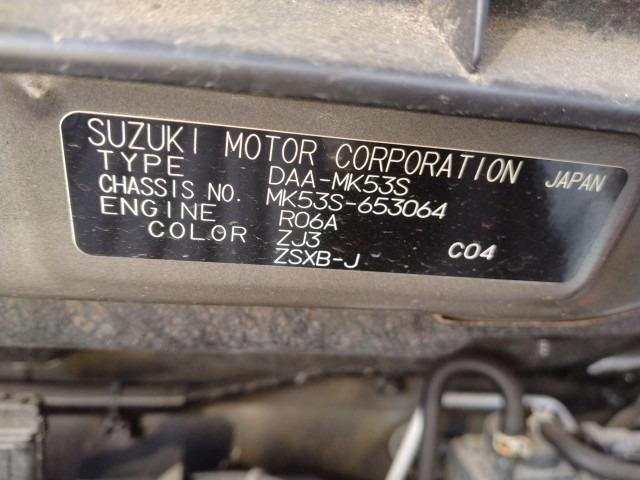 SUZUKI MOTOR CORPORATION JAPAN
TYPE DAA-MK53S
CHASSIS NO. MK53S-653064
ENGINE R06A
COLOR ZJ3
ZSXB-J C04